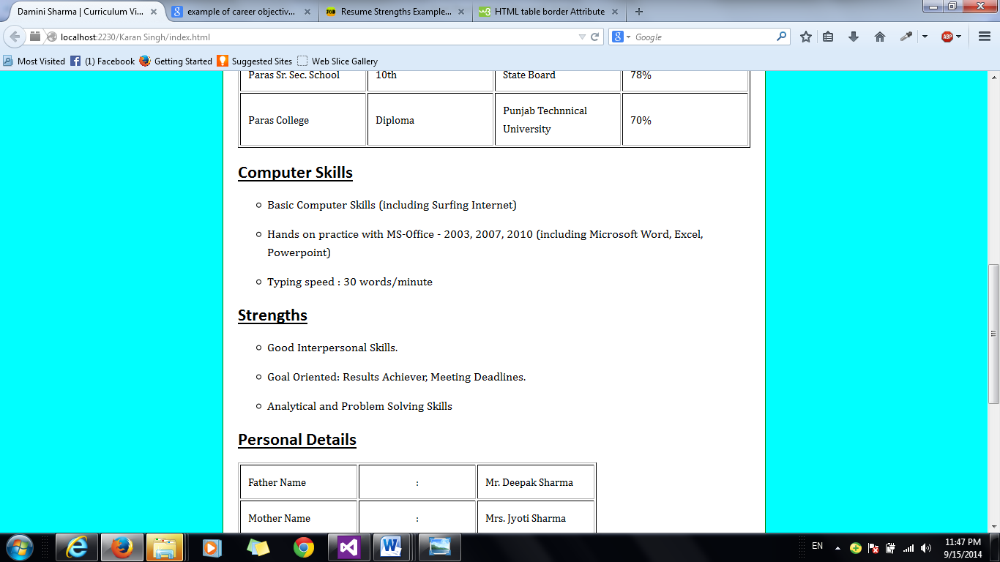 Damini Sharma | Curriculum Vi...
example of career objectiv...
Resume Strengths Example...
HTML table border Attribute
localhost:2230/Karan Singh/index.html
Google
Most Visited (1) Facebook Getting Started Suggested Sites Web Slice Gallery
Paras Sr. Sec. School 10th State Board 78%
Paras College Diploma Punjab Technnical University 70%
Computer Skills
Basic Computer Skills (including Surfing Internet)
Hands on practice with MS-Office - 2003, 2007, 2010 (including Microsoft Word, Excel,
Powerpoint)
Typing speed : 30 words/minute
Strengths
Good Interpersonal Skills.
Goal Oriented: Results Achiever, Meeting Deadlines.
Analytical and Problem Solving Skills
Personal Details
Father Name : Mr. Deepak Sharma
Mother Name : Mrs. Jyoti Sharma
EN
11:47 PM
9/15/2014